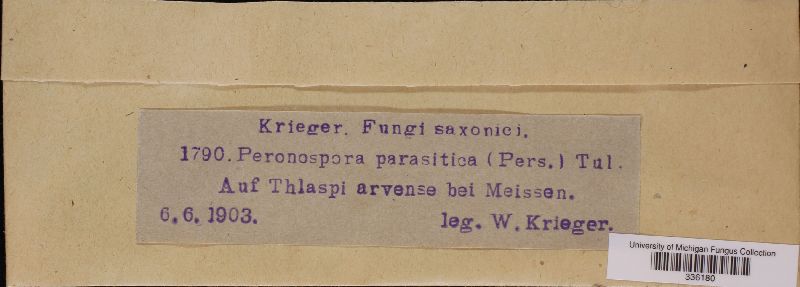 Krieger. Fungi saxonici.
1790. Peronospora parasitica (Pers.) Tul.
Auf Thlaspi arvense bei Meissen.
6.6.1903. leg. W. Krieger.
University of Michigan Fungus Collection
336180